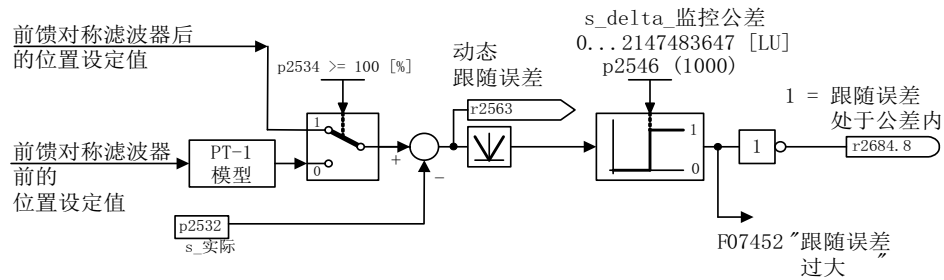 前馈对称滤波器后
的位置设定值
p2534 >= 100 [%]
动态
跟随误差
r2563
s_delta_监控公差
0...2147483647 [LU]
p2546 (1000)
1 = 跟随误差
处于公差内
r2684.8
前馈对称滤波器
前的
位置设定值
PT-1
模型
1
0
+
−
1
0
1
p2532
s_实际
F07452 "跟随误差
过大 "